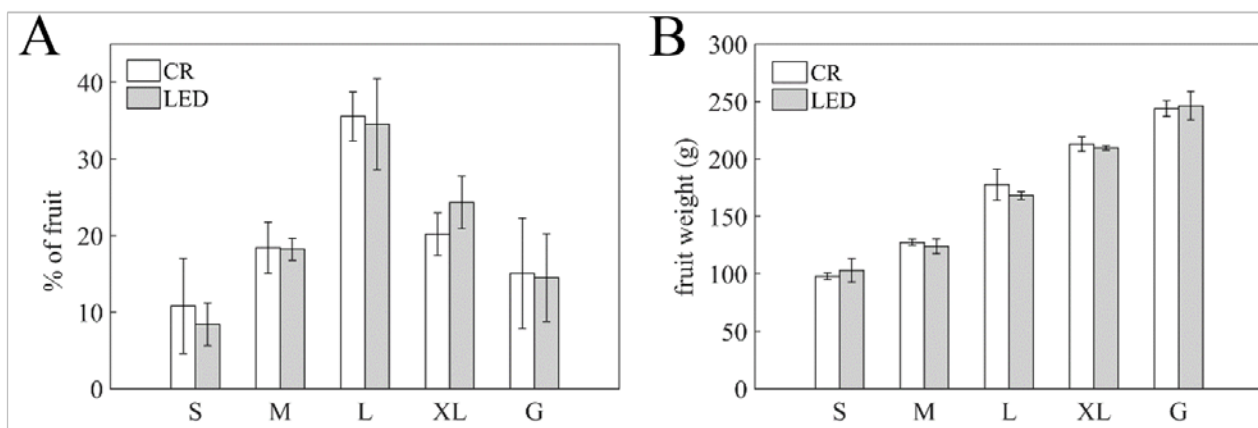 A
% of fruit
40
30
20
10
0
CR
LED
S M L XL G
B
fruit weight (g)
300
250
200
150
100
50
0
CR
LED
S M L XL G